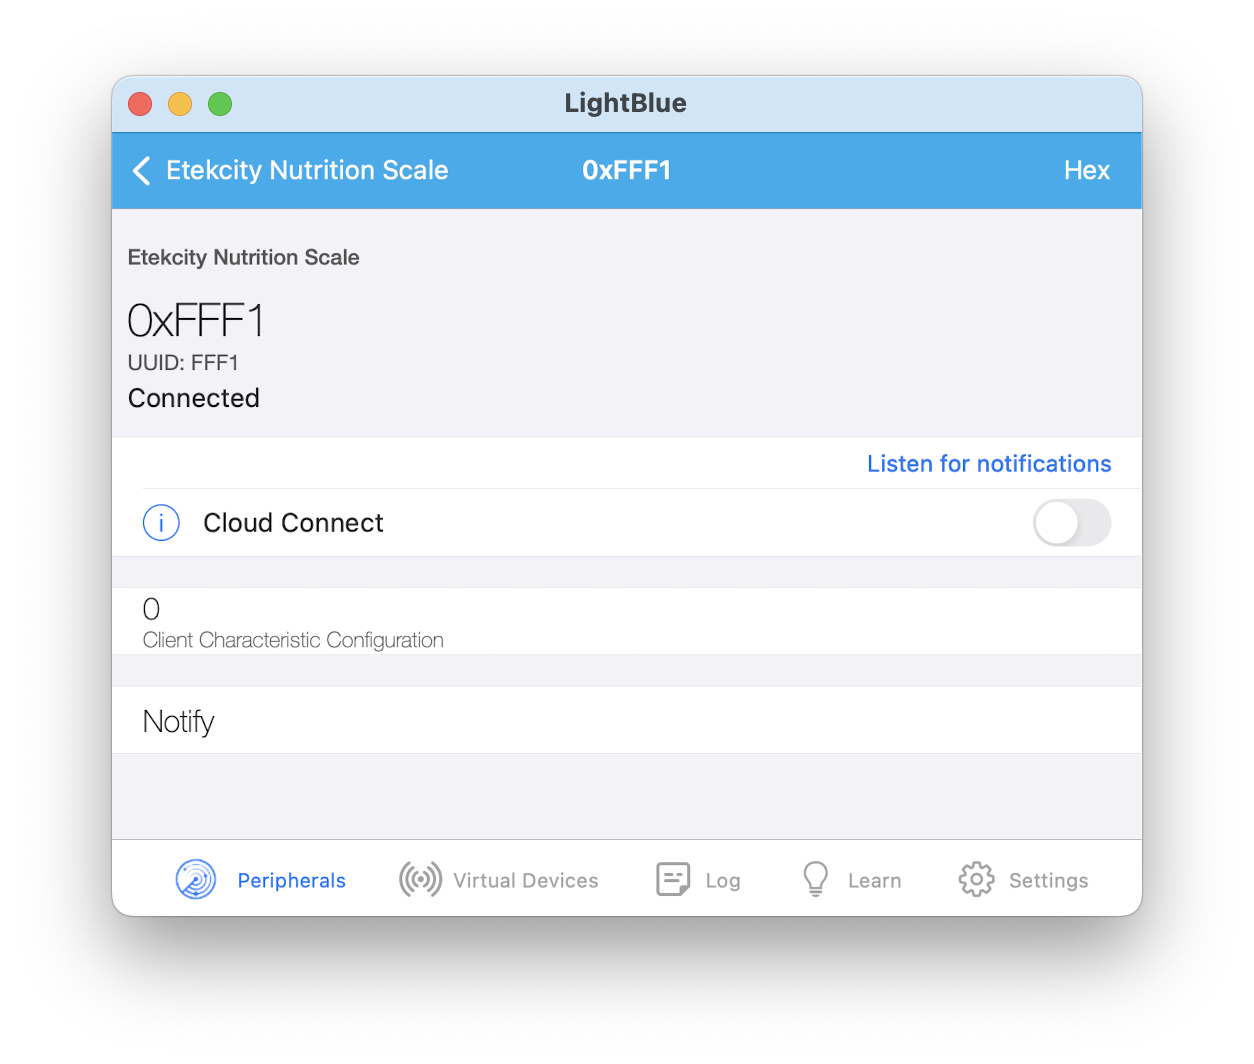 LightBlue
Etekcity Nutrition Scale 0xFFF1 Hex
Etekcity Nutrition Scale
0xFFF1
UUID: FFF1
Connected
Listen for notifications
i Cloud Connect
0
Client Characteristic Configuration
Notify
Peripherals Virtual Devices Log Learn Settings